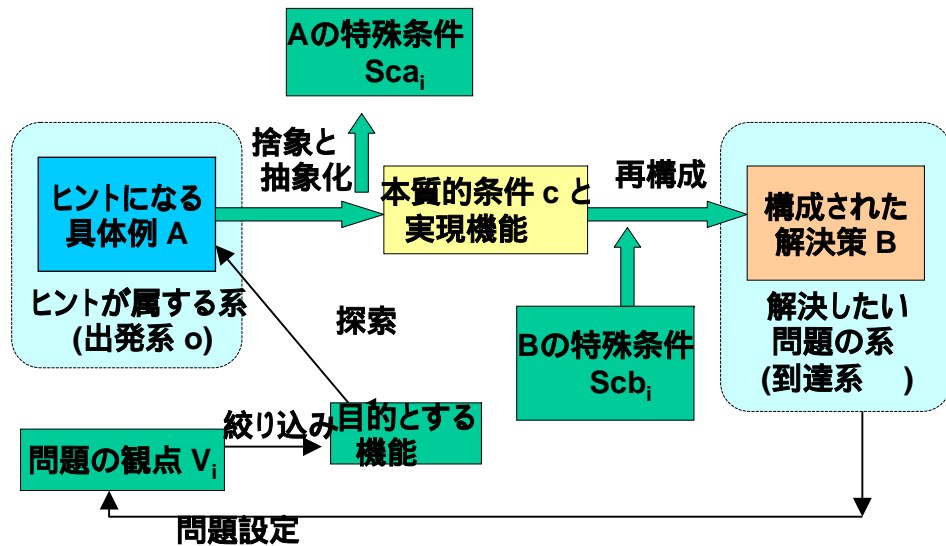 Aの特殊条件
Scai
捨象と
抽象化
ヒントになる
具体例 A
本質的条件 c と
実現機能
再構成
構成された
解決策 B
ヒントが属する系
(出発系 o)
探索
Bの特殊条件
Scbi
解決したい
問題の系
(到達系 )
絞り込み
目的とする
機能
問題の観点 Vi
問題設定